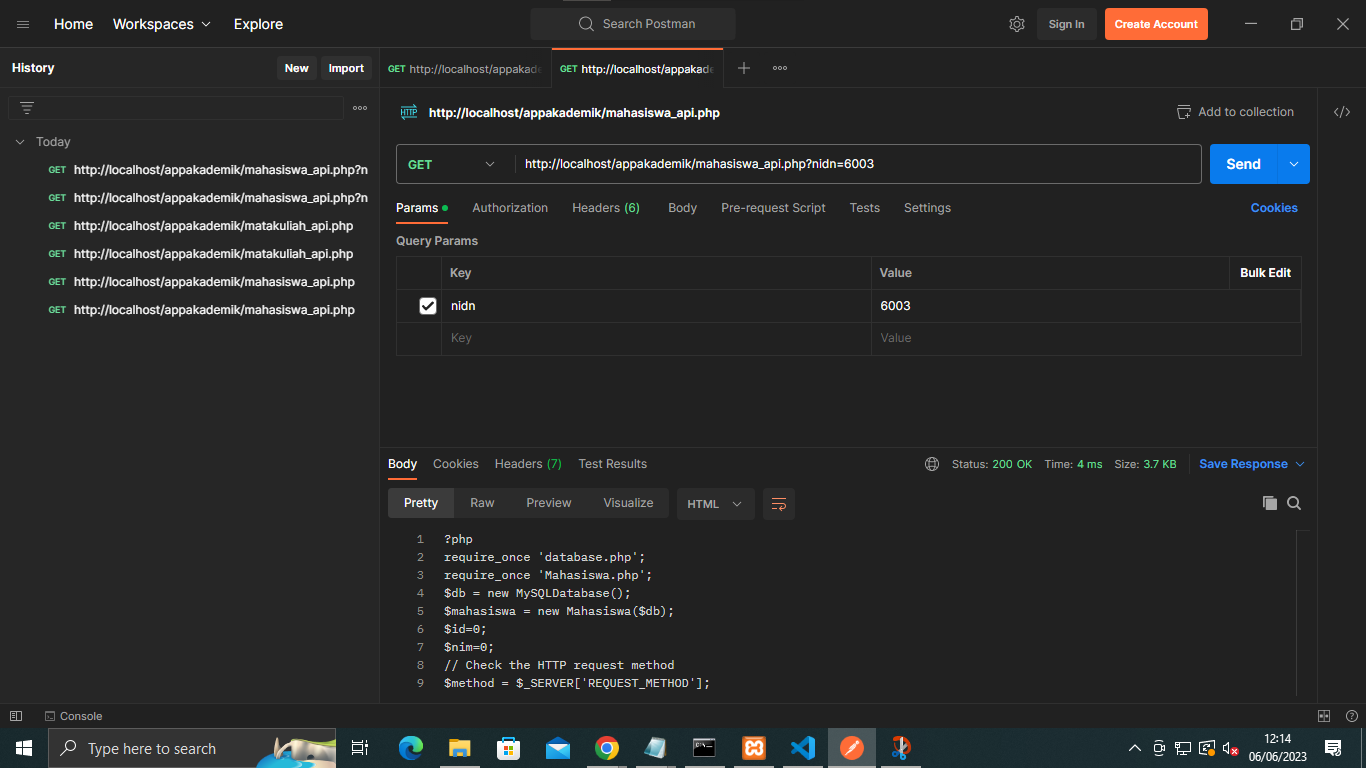 Home Workspaces Explore Search Postman Sign In Create Account
History New Import
GET http://localhost/appakade GET http://localhost/appakade
HTTP http://localhost/appakademik/mahasiswa_api.php Add to collection
Today
GET http://localhost/appakademik/mahasiswa_api.php?n
GET http://localhost/appakademik/mahasiswa_api.php?n
GET http://localhost/appakademik/matakuliah_api.php
GET http://localhost/appakademik/matakuliah_api.php
GET http://localhost/appakademik/mahasiswa_api.php
GET http://localhost/appakademik/mahasiswa_api.php
GET http://localhost/appakademik/mahasiswa_api.php?nidn=6003 Send
Params Authorization Headers (6) Body Pre-request Script Tests Settings Cookies
Query Params
Key Value Bulk Edit
nidn 6003
Key Value
Body Cookies Headers (7) Test Results Status: 200 OK Time: 4 ms Size: 3.7 KB Save Response
Pretty Raw Preview Visualize HTML
1 ?php
2 require_once 'database.php';
3 require_once 'Mahasiswa.php';
4 $db = new MySQLDatabase();
5 $mahasiswa = new Mahasiswa($db);
6 $id=0;
7 $nim=0;
8 // Check the HTTP request method
9 $method = $_SERVER['REQUEST_METHOD'];
Console
Type here to search
12:14
06/06/2023